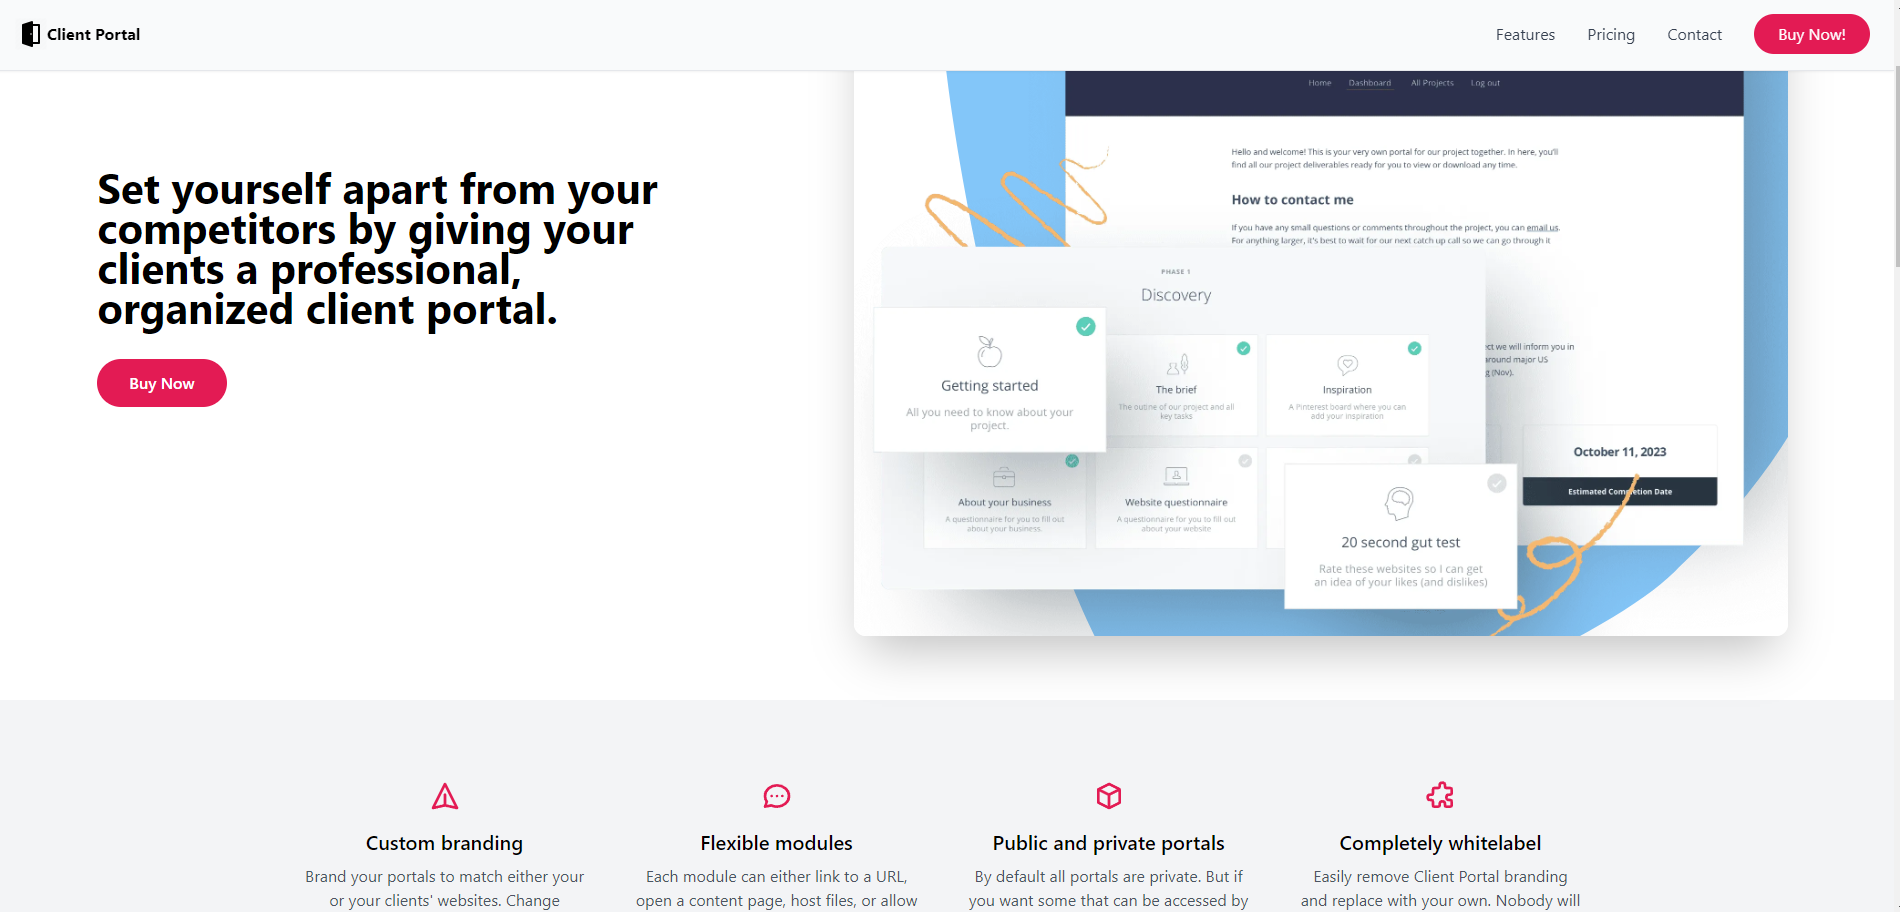 Client Portal
Features
Pricing
Contact
Buy Now!
Set yourself apart from your
competitors by giving your
clients a professional,
organized client portal.
Buy Now
Home
Dashboard
All Projects
Log out
Hello and welcome! This is your very own portal for our project together. In here, you'll
find all our project deliverables ready for you to view or download any time.
How to contact me
If you have any small questions or comments throughout the project, you can email us.
For anything larger, it's best to wait for our next catch up call so we can go through it
PHASE 1
Discovery
Getting started
All you need to know about your
project.
The brief
The outine of our project and all
key tasks
Inspiration
A Pinterest board where you can
add your inspiration
ct we will inform you in
around major US
g (Nov).
About your business
A questionnaire for you to fill out
about your business.
Website questionnaire
A questionnaire for you to fill out
about your website
20 second gut test
Rate these websites so I can get
an idea of your likes (and dislikes)
October 11, 2023
Estimated Completion Date
Custom branding
Brand your portals to match either your
or your clients' websites. Change
Flexible modules
Each module can either link to a URL,
open a content page, host files, or allow
Public and private portals
By default all portals are private. But if
you want some that can be accessed by
Completely whitelabel
Easily remove Client Portal branding
and replace with your own. Nobody will